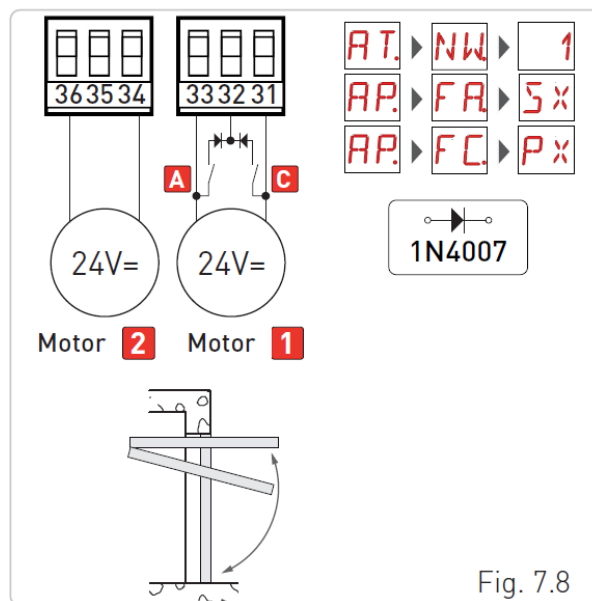 36 35 34
33 32 31
A
C
24V=
24V=
Motor 2
Motor 1
AT. NW. 1
AP. FA. SX
AP. FC. PX
1N4007
Fig. 7.8